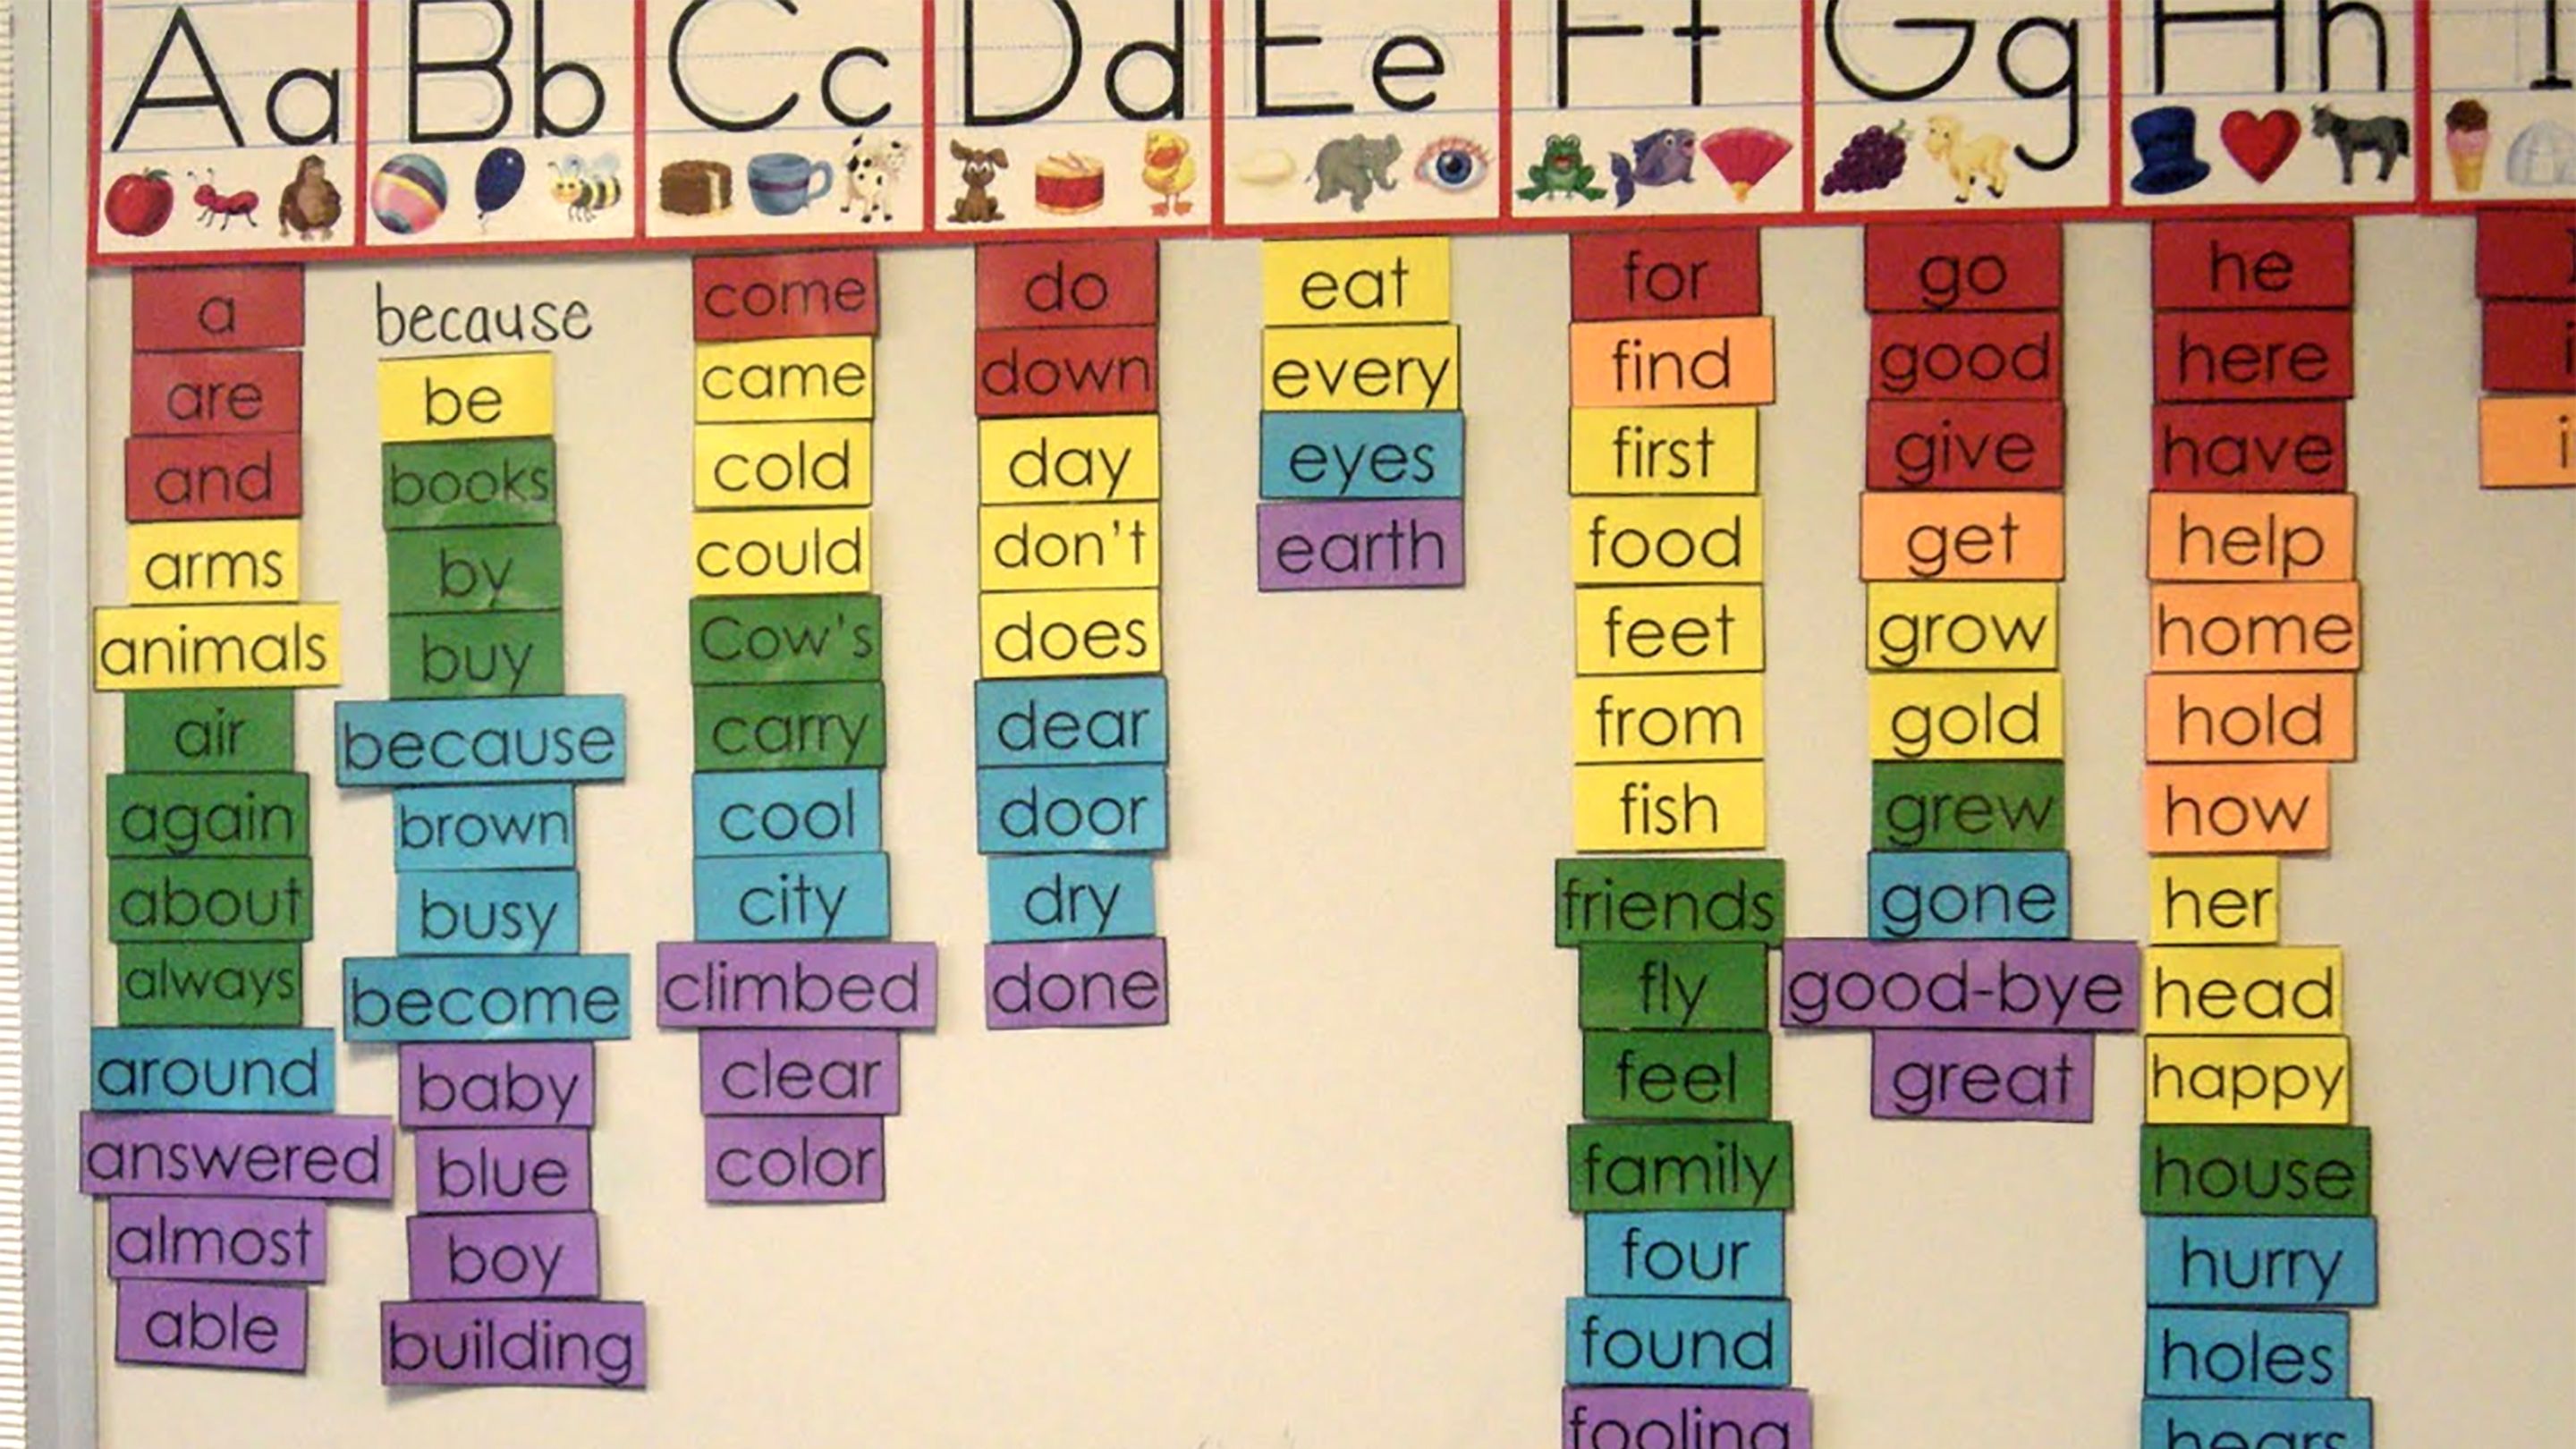 Aa
Bb
Cc
Dd
Ee
Ff
Gg
Hh
I
a
are
and
arms
animals
air
again
about
always
around
answered
almost
able
because
be
books
by
buy
because
brown
busy
become
baby
blue
boy
building
come
came
cold
could
Cow's
carry
cool
city
climbed
clear
color
do
down
day
don't
does
dear
door
dry
done
eat
every
eyes
earth
for
find
first
food
feet
from
fish
friends
fly
feel
family
four
found
fooling
go
good
give
get
grow
gold
grew
gone
good-bye
great
he
here
have
help
home
hold
how
her
head
happy
house
hurry
holes
hears